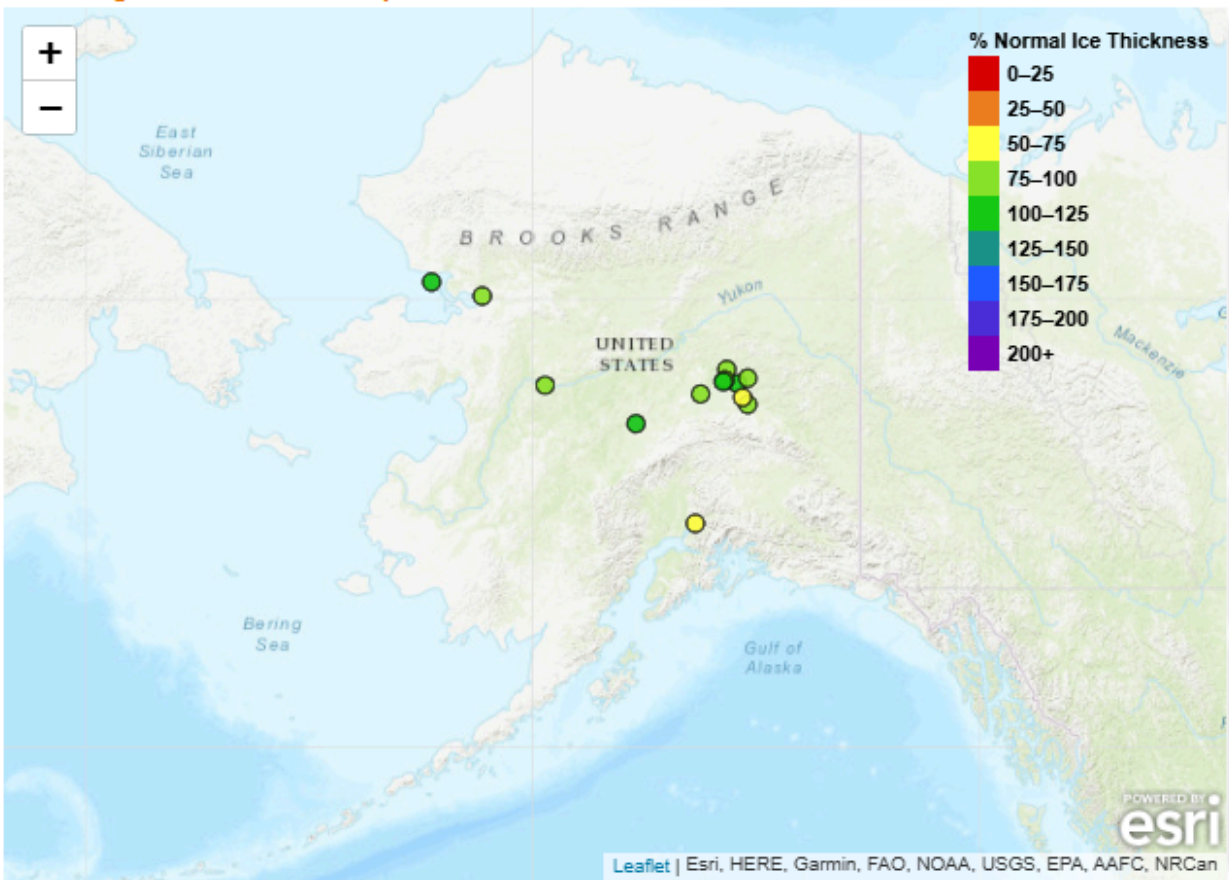 +
−
% Normal Ice Thickness
0–25
25–50
50–75
75–100
100–125
125–150
150–175
175–200
200+
East
Siberian
Sea
BROOKS RANGE
Yukon
UNITED
STATES
Mackenzie
Bering
Sea
Gulf of
Alaska
POWERED BY
esri
Leaflet | Esri, HERE, Garmin, FAO, NOAA, USGS, EPA, AAFC, NRCan